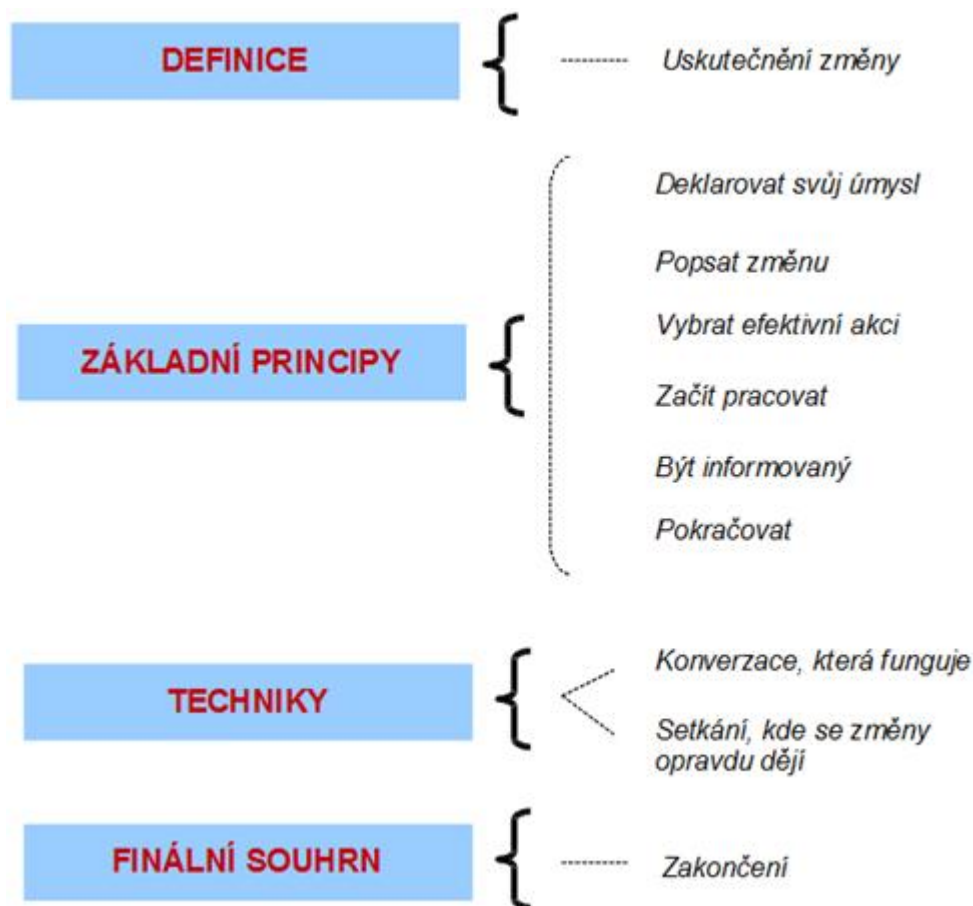 DEFINICE
Uskutečnění změny
ZÁKLADNÍ PRINCIPY
Deklarovat svůj úmysl
Popsat změnu
Vybrat efektivní akci
Začít pracovat
Být informovaný
Pokračovat
TECHNIKY
Konverzace, která funguje
Setkání, kde se změny
opravdu dějí
FINÁLNÍ SOUHRN
Zakončení